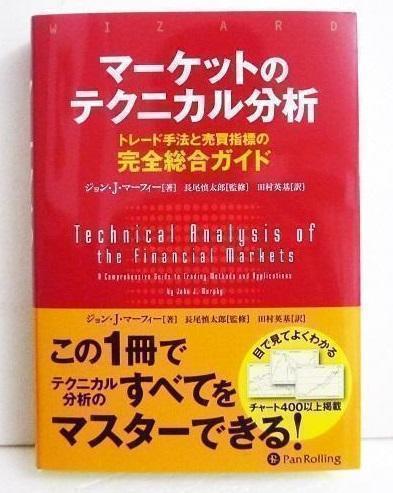 WIZARD
マーケットの
テクニカル分析
トレード手法と売買指標の
完全総合ガイド
ジョン・J・マーフィー[著] 長尾慎太郎[監修] 田村英基[訳]
Technical Analysis of
the Financial Markets
A Comprehensive Guide to Trading Methods and Applications
by John J. Murphy
ジョン・J・マーフィー[著] 長尾慎太郎[監修] 田村英基[訳]
この1冊で
テクニカル
分析の
すべてを
マスターできる!
目で見てよくわかる
チャート400以上掲載
PanRolling